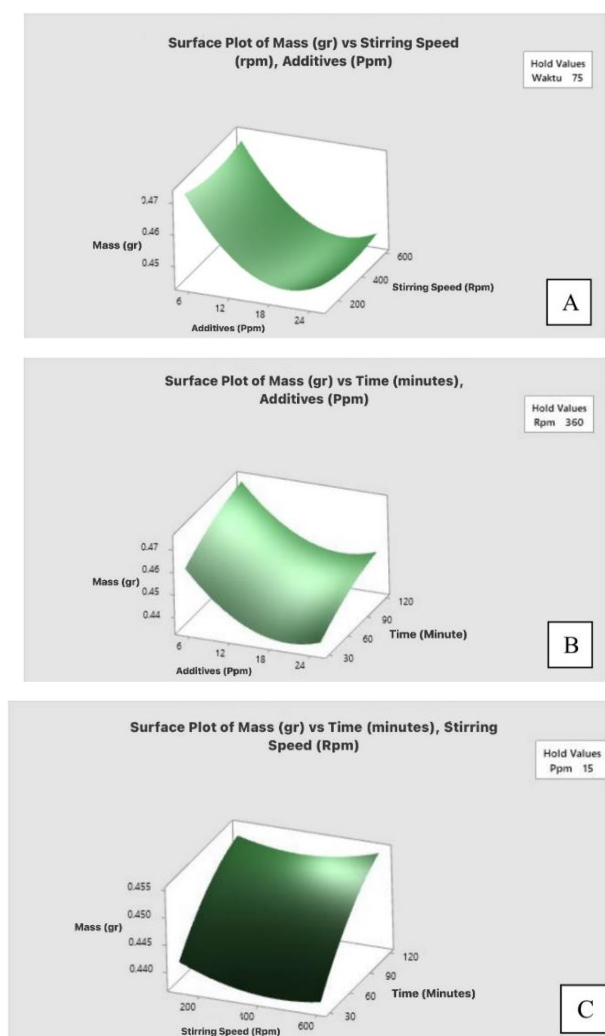 Surface Plot of Mass (gr) vs Stirring Speed
(rpm), Additives (Ppm)
Hold Values
Waktu 75
0.47
0.46
0.45
Mass (gr)
6
12
18
24
Additives (Ppm)
600
400
200
Stirring Speed (Rpm)
A
Surface Plot of Mass (gr) vs Time (minutes),
Additives (Ppm)
Hold Values
Rpm 360
0.47
0.46
0.45
0.44
Mass (gr)
6
12
18
24
Additives (Ppm)
120
90
60
30
Time (Minute)
B
Surface Plot of Mass (gr) vs Time (minutes), Stirring
Speed (Rpm)
Hold Values
Ppm 15
0.455
0.450
0.445
0.440
Mass (gr)
200
400
600
Stirring Speed (Rpm)
120
90
60
30
Time (Minutes)
C